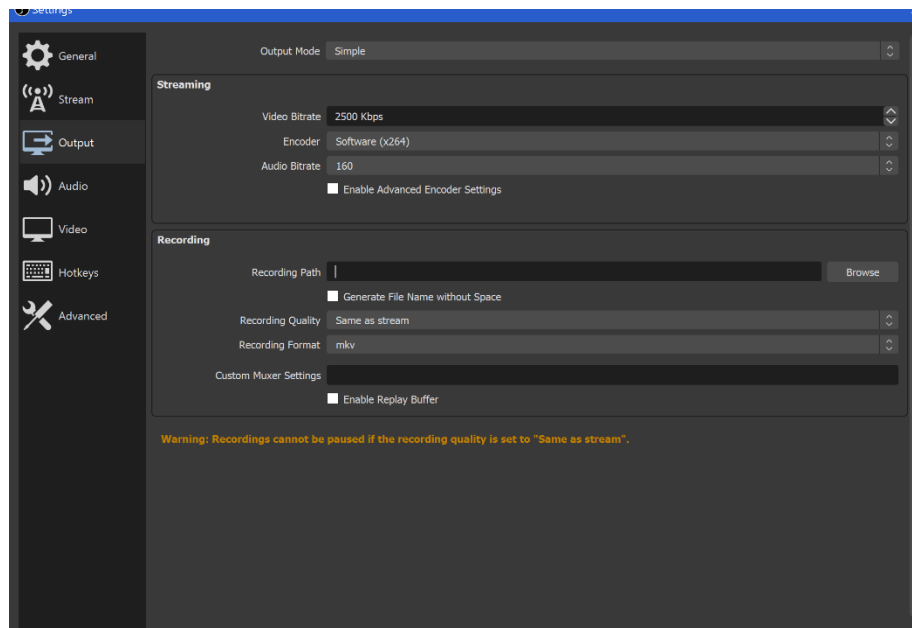 Settings
General
Stream
Output
Audio
Video
Hotkeys
Advanced
Output Mode Simple
Streaming
Video Bitrate 2500 Kbps
Encoder Software (x264)
Audio Bitrate 160
Enable Advanced Encoder Settings
Recording
Recording Path Browse
Generate File Name without Space
Recording Quality Same as stream
Recording Format mkv
Custom Muxer Settings
Enable Replay Buffer
Warning: Recordings cannot be paused if the recording quality is set to "Same as stream".